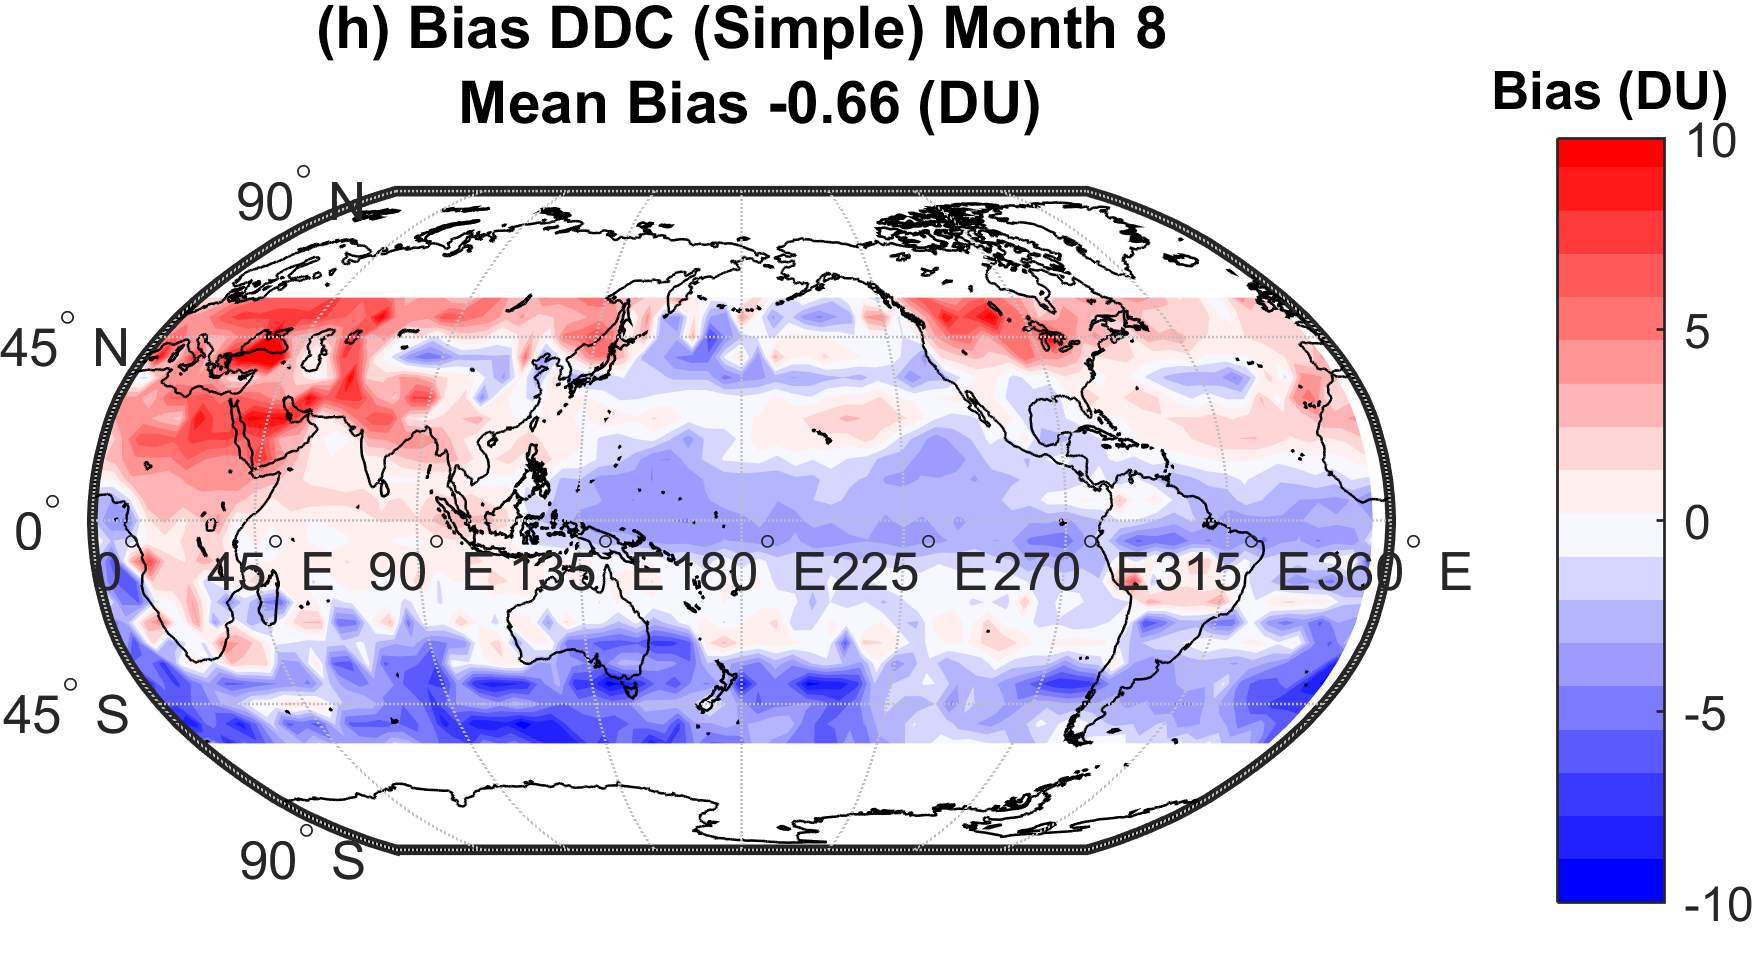 (h) Bias DDC (Simple) Month 8
Mean Bias -0.66 (DU)
Bias (DU)
10
5
0
-5
-10
90° N
45° N
0°
45° S
90° S
0° 45° E 90° E 135° E 180° E 225° E 270° E 315° E 360° E